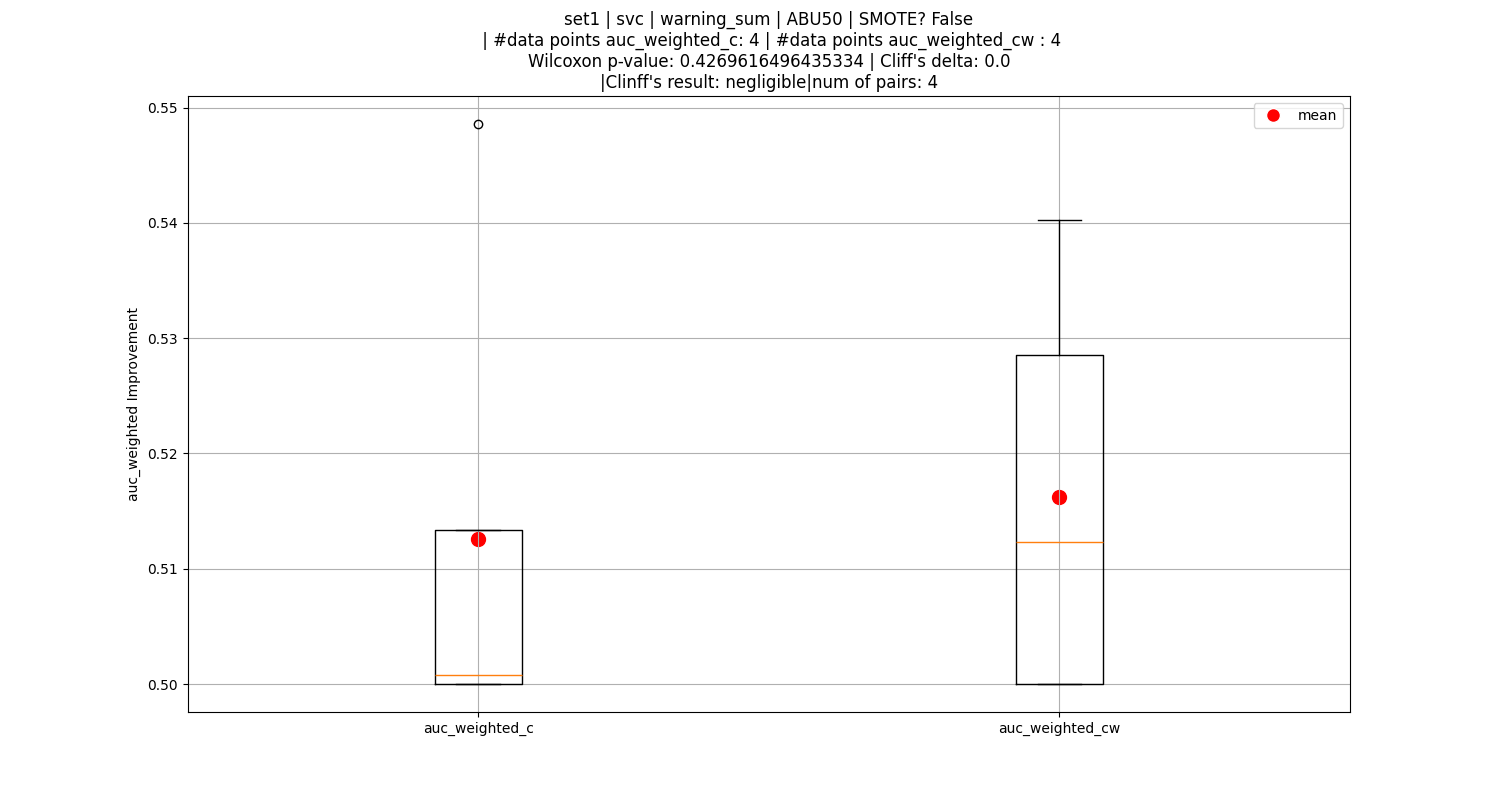 set1 | svc | warning_sum | ABU50 | SMOTE? False
| #data points auc_weighted_c: 4 | #data points auc_weighted_cw : 4
Wilcoxon p-value: 0.4269616496435334 | Cliff's delta: 0.0
|Clinff's result: negligible|num of pairs: 4
mean
0.55
0.54
0.53
0.52
0.51
0.50
auc_weighted Improvement
auc_weighted_c
auc_weighted_cw